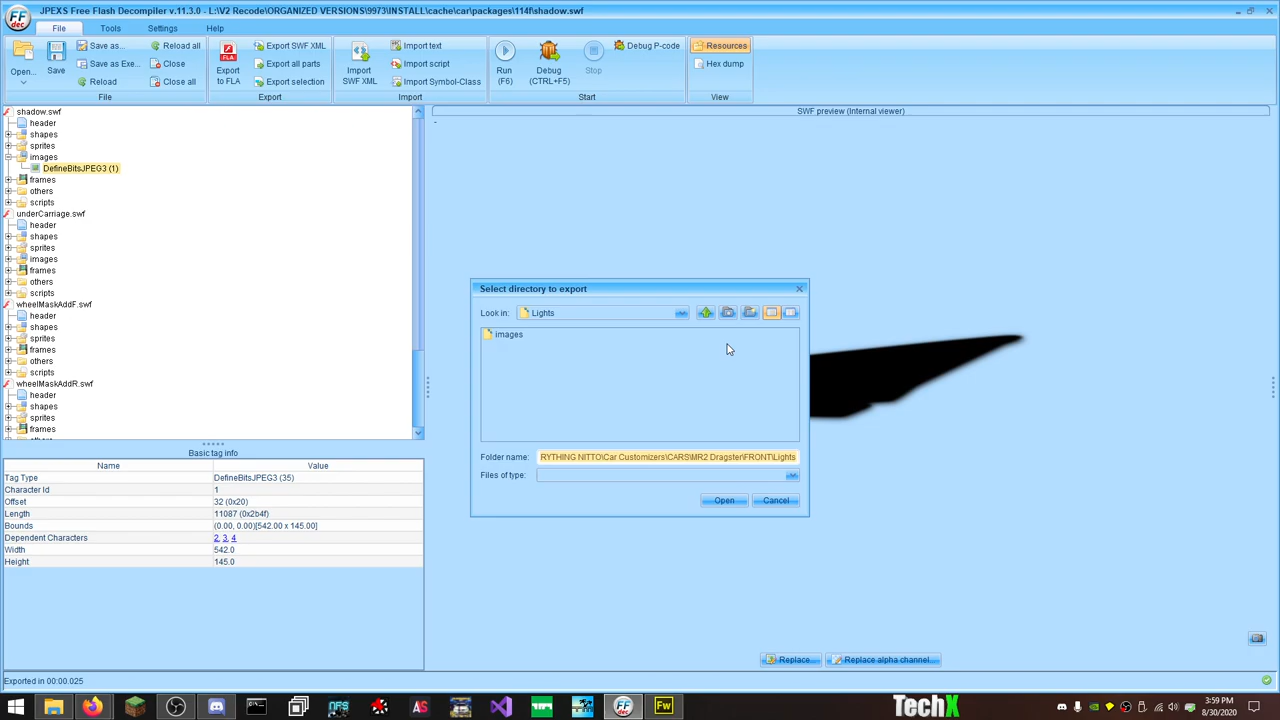 JPEXS Free Flash Decompiler v.11.3.0 - L:\V2 Recode\ORGANIZED VERSIONS\9973\INSTALL\cache\car\packages\114f\shadow.swf
FF
dec
File
Tools
Settings
Help
Open...
Save
Save as...
Save as Exe...
Reload
Reload all
Close
Close all
File
Export
to FLA
Export SWF XML
Export all parts
Export selection
Export
Import
SWF XML
Import text
Import script
Import Symbol-Class
Import
Run
(F6)
Debug
(CTRL+F5)
Stop
Debug P-code
Start
Resources
Hex dump
View
shadow.swf
header
shapes
sprites
images
DefineBitsJPEG3 (1)
frames
others
scripts
underCarriage.swf
header
shapes
sprites
images
frames
others
scripts
wheelMaskAddF.swf
header
shapes
sprites
frames
others
scripts
wheelMaskAddR.swf
header
shapes
sprites
frames
SWF preview (Internal viewer)
-
Select directory to export
Look in:
Lights
images
Folder name:
RYTHING NITTO\Car Customizers\CARS\MR2 Dragster\FRONT\Lights
Files of type:
Open
Cancel
Basic tag info
Name
Value
Tag Type
DefineBitsJPEG3 (35)
Character Id
1
Offset
32 (0x20)
Length
11087 (0x2b4f)
Bounds
(0.00, 0.00)[542.00 x 145.00]
Dependent Characters
2, 3, 4
Width
542.0
Height
145.0
Replace...
Replace alpha channel...
Exported in 00:00.025
NFS
AS
FF
dec
Fw
TechX
3:59 PM
8/30/2020